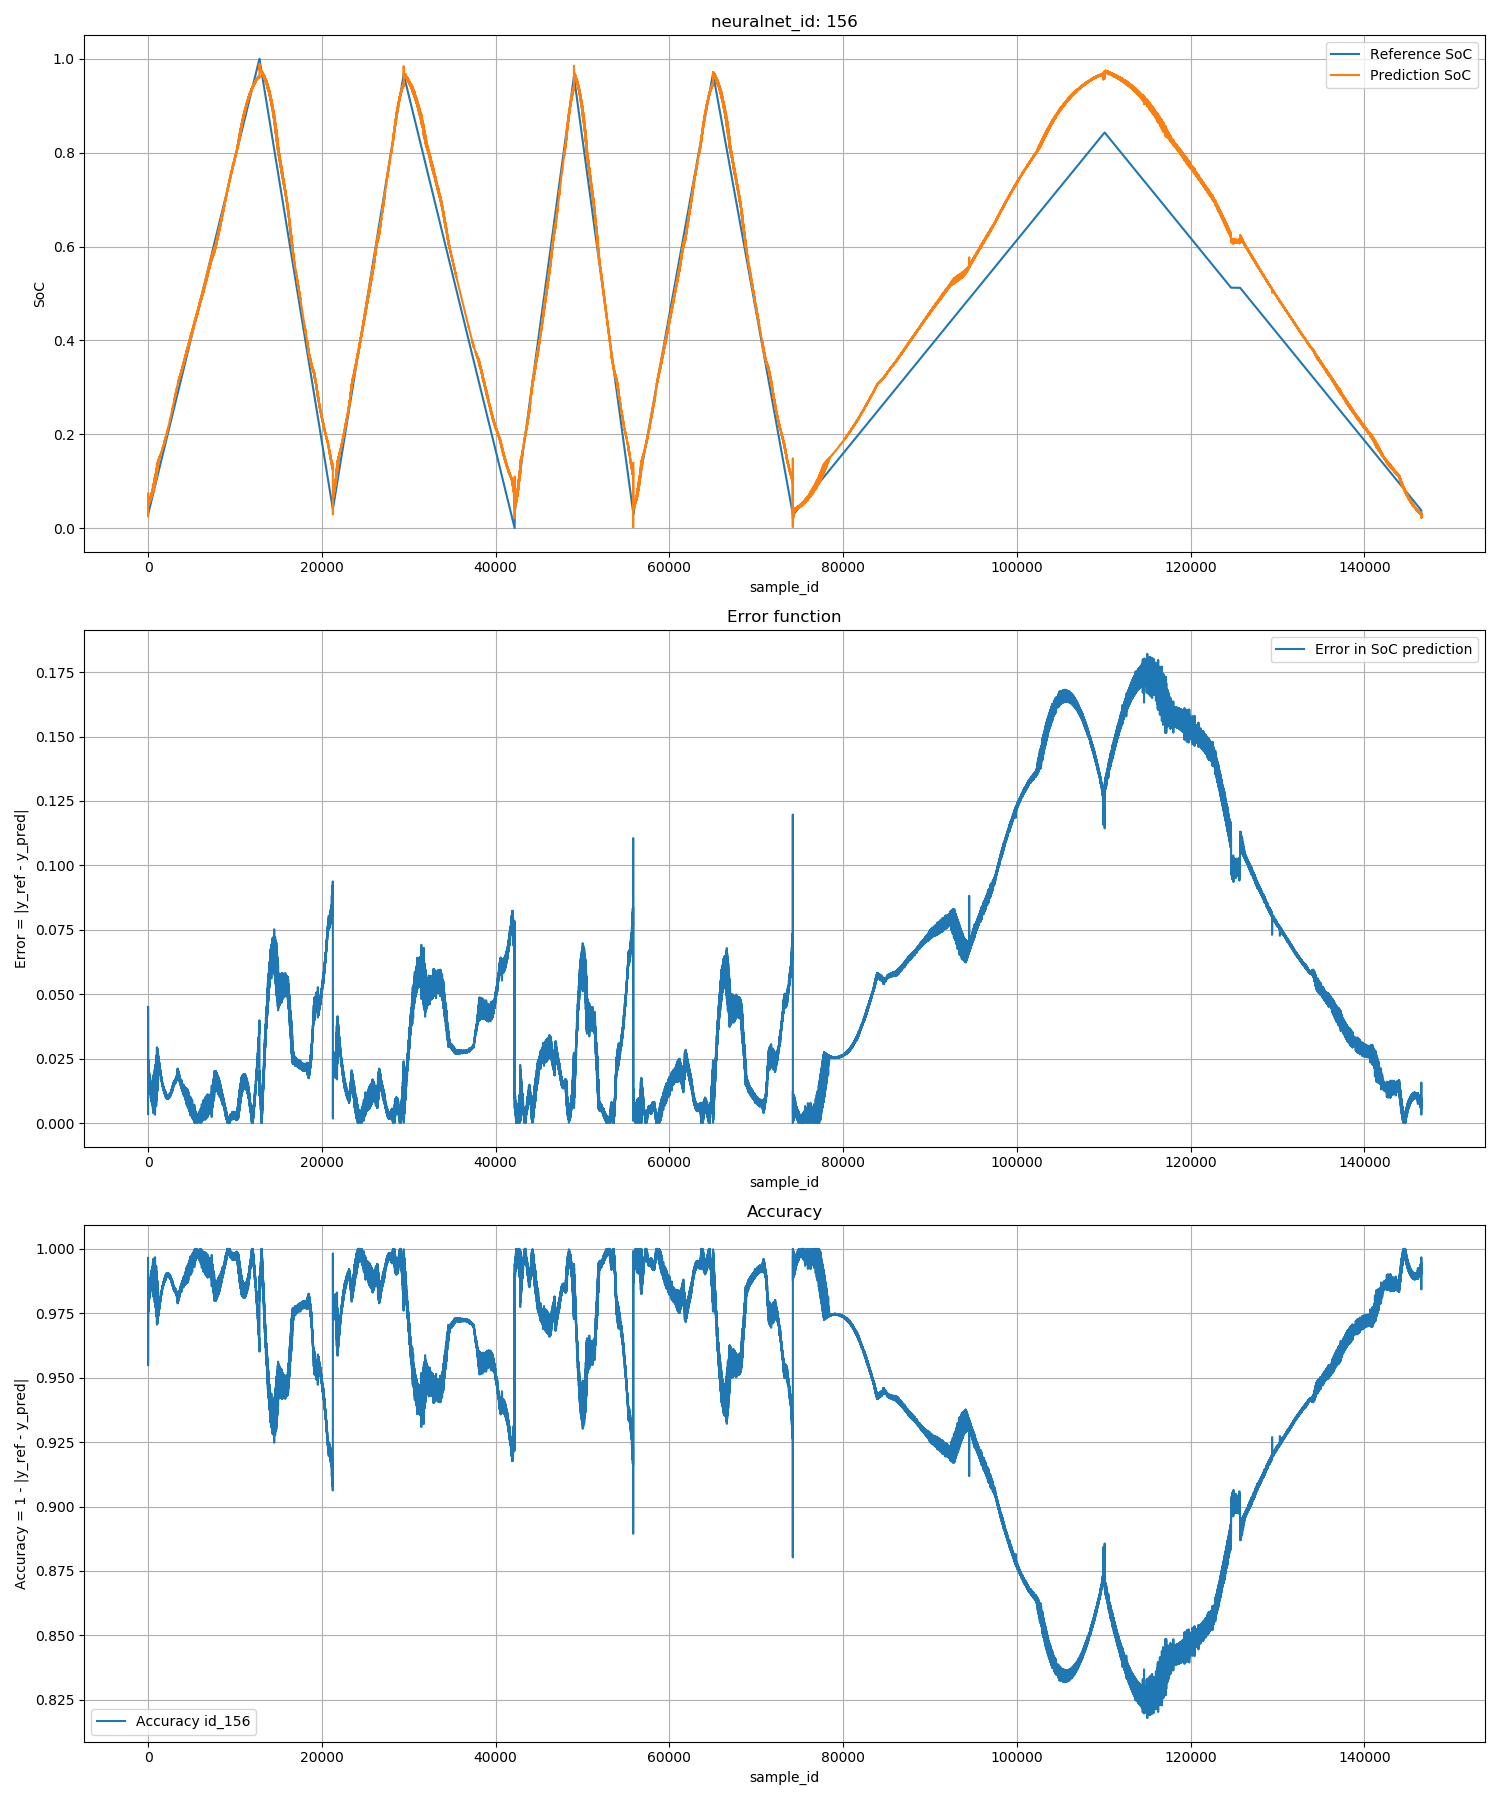 neuralnet_id: 156
Reference SoC
Prediction SoC
SoC
1.0
0.8
0.6
0.4
0.2
0.0
0 20000 40000 60000 80000 100000 120000 140000
sample_id
Error function
Error in SoC prediction
Error = |y_ref - y_pred|
0.175
0.150
0.125
0.100
0.075
0.050
0.025
0.000
0 20000 40000 60000 80000 100000 120000 140000
sample_id
Accuracy
Accuracy = 1 - |y_ref - y_pred|
1.000
0.975
0.950
0.925
0.900
0.875
0.850
0.825
Accuracy id_156
0 20000 40000 60000 80000 100000 120000 140000
sample_id